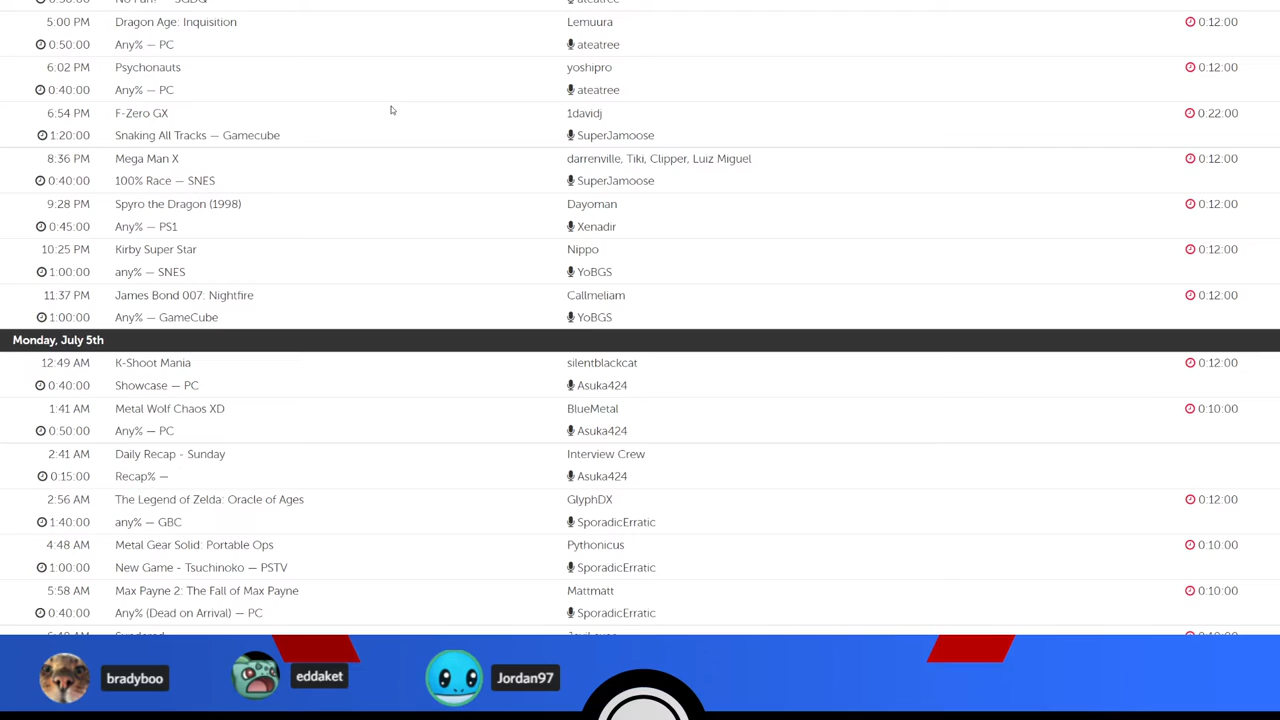 5:00 PM Dragon Age: Inquisition Lemuura 0:12:00
0:50:00 Any% — PC ateatree
6:02 PM Psychonauts yoshipro 0:12:00
0:40:00 Any% — PC ateatree
6:54 PM F-Zero GX 1davidj 0:22:00
1:20:00 Snaking All Tracks — Gamecube SuperJamoose
8:36 PM Mega Man X darrenville, Tiki, Clipper, Luiz Miguel 0:12:00
0:40:00 100% Race — SNES SuperJamoose
9:28 PM Spyro the Dragon (1998) Dayoman 0:12:00
0:45:00 Any% — PS1 Xenadir
10:25 PM Kirby Super Star Nippo 0:12:00
1:00:00 any% — SNES YoBGS
11:37 PM James Bond 007: Nightfire Callmeliam 0:12:00
1:00:00 Any% — GameCube YoBGS
Monday, July 5th
12:49 AM K-Shoot Mania silentblackcat 0:12:00
0:40:00 Showcase — PC Asuka424
1:41 AM Metal Wolf Chaos XD BlueMetal 0:10:00
0:50:00 Any% — PC Asuka424
2:41 AM Daily Recap - Sunday Interview Crew
0:15:00 Recap% — Asuka424
2:56 AM The Legend of Zelda: Oracle of Ages GlyphDX 0:12:00
1:40:00 any% — GBC SporadicErratic
4:48 AM Metal Gear Solid: Portable Ops Pythonicus 0:10:00
1:00:00 New Game - Tsuchinoko — PSTV SporadicErratic
5:58 AM Max Payne 2: The Fall of Max Payne Mattmatt 0:10:00
0:40:00 Any% (Dead on Arrival) — PC SporadicErratic
bradyboo eddaket Jordan97